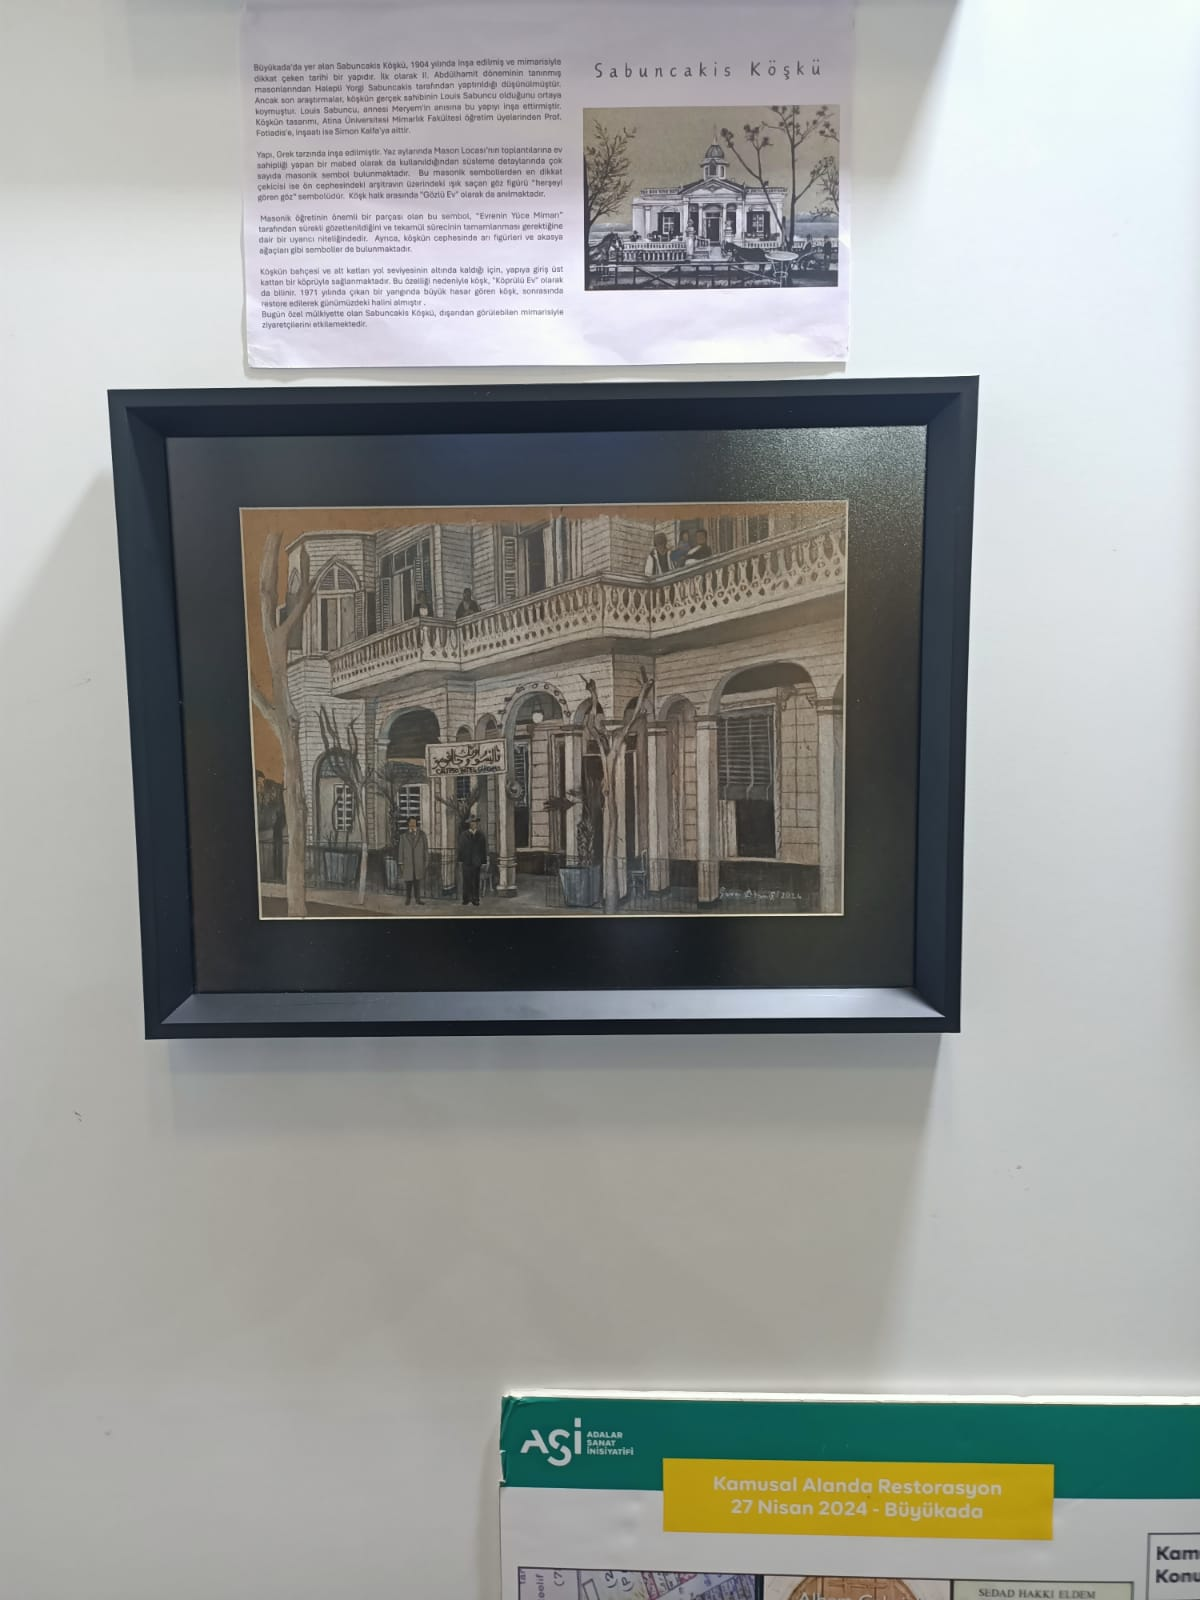 Büyükada'da yer alan Sabuncakis Köşkü, 1904 yılında inşa edilmiş ve mimarisiyle
dikkat çeken tarihi bir yapıdır. İlk olarak II. Abdülhamit döneminin tanınmış
masonlarından Halepli Yorgi Sabuncakis tarafından yaptırıldığı düşünülmüştür.
Ancak son araştırmalar, köşkün gerçek sahibinin Louis Sabuncu olduğunu ortaya
koymuştur. Louis Sabuncu, annesi Meryem'in anısına bu yapıyı inşa ettirmiştir.
Köşkün tasarımı, Atina Üniversitesi Mimarlık Fakültesi öğretim üyelerinden Prof.
Fotiadis'e, inşaatı ise Simon Kalfa'ya aittir.
Yapı, Grek tarzında inşa edilmiştir. Yaz aylarında Mason Locası'nın toplantılarına ev
sahipliği yapan bir mabed olarak da kullanıldığından süsleme detaylarında çok
sayıda masonik sembol bulunmaktadır. Bu masonik sembollerden en dikkat
çekicisi ise ön cephesindeki arşitravın üzerindeki ışık saçan göz figürü "herşeyi
gören göz" sembolüdür. Köşk halk arasında "Gözlü Ev" olarak da anılmaktadır.
Masonik öğretinin önemli bir parçası olan bu sembol, "Evrenin Yüce Mimarı"
tarafından sürekli gözetlenildiğini ve tekamül sürecinin tamamlanması gerektiğine
dair bir uyarıcı niteliğindedir. Ayrıca, köşkün cephesinde arı figürleri ve akasya
ağaçları gibi semboller de bulunmaktadır.
Köşkün bahçesi ve alt katları yol seviyesinin altında kaldığı için, yapıya giriş üst
kattan bir köprüyle sağlanmaktadır. Bu özelliği nedeniyle köşk, "Köprülü Ev" olarak
da bilinir. 1971 yılında çıkan bir yangında büyük hasar gören köşk, sonrasında
restore edilerek günümüzdeki halini almıştır .
Bugün özel mülkiyette olan Sabuncakis Köşkü, dışarıdan görülebilen mimarisiyle
ziyaretçilerini etkilemektedir.
Sabuncakis Köşkü
2024
ASİ
ADALAR
SANAT
İNİSİYATİFİ
Kamusal Alanda Restorasyon
27 Nisan 2024 - Büyükada
Kam
Konu
SEDAD HAKKI ELDEM